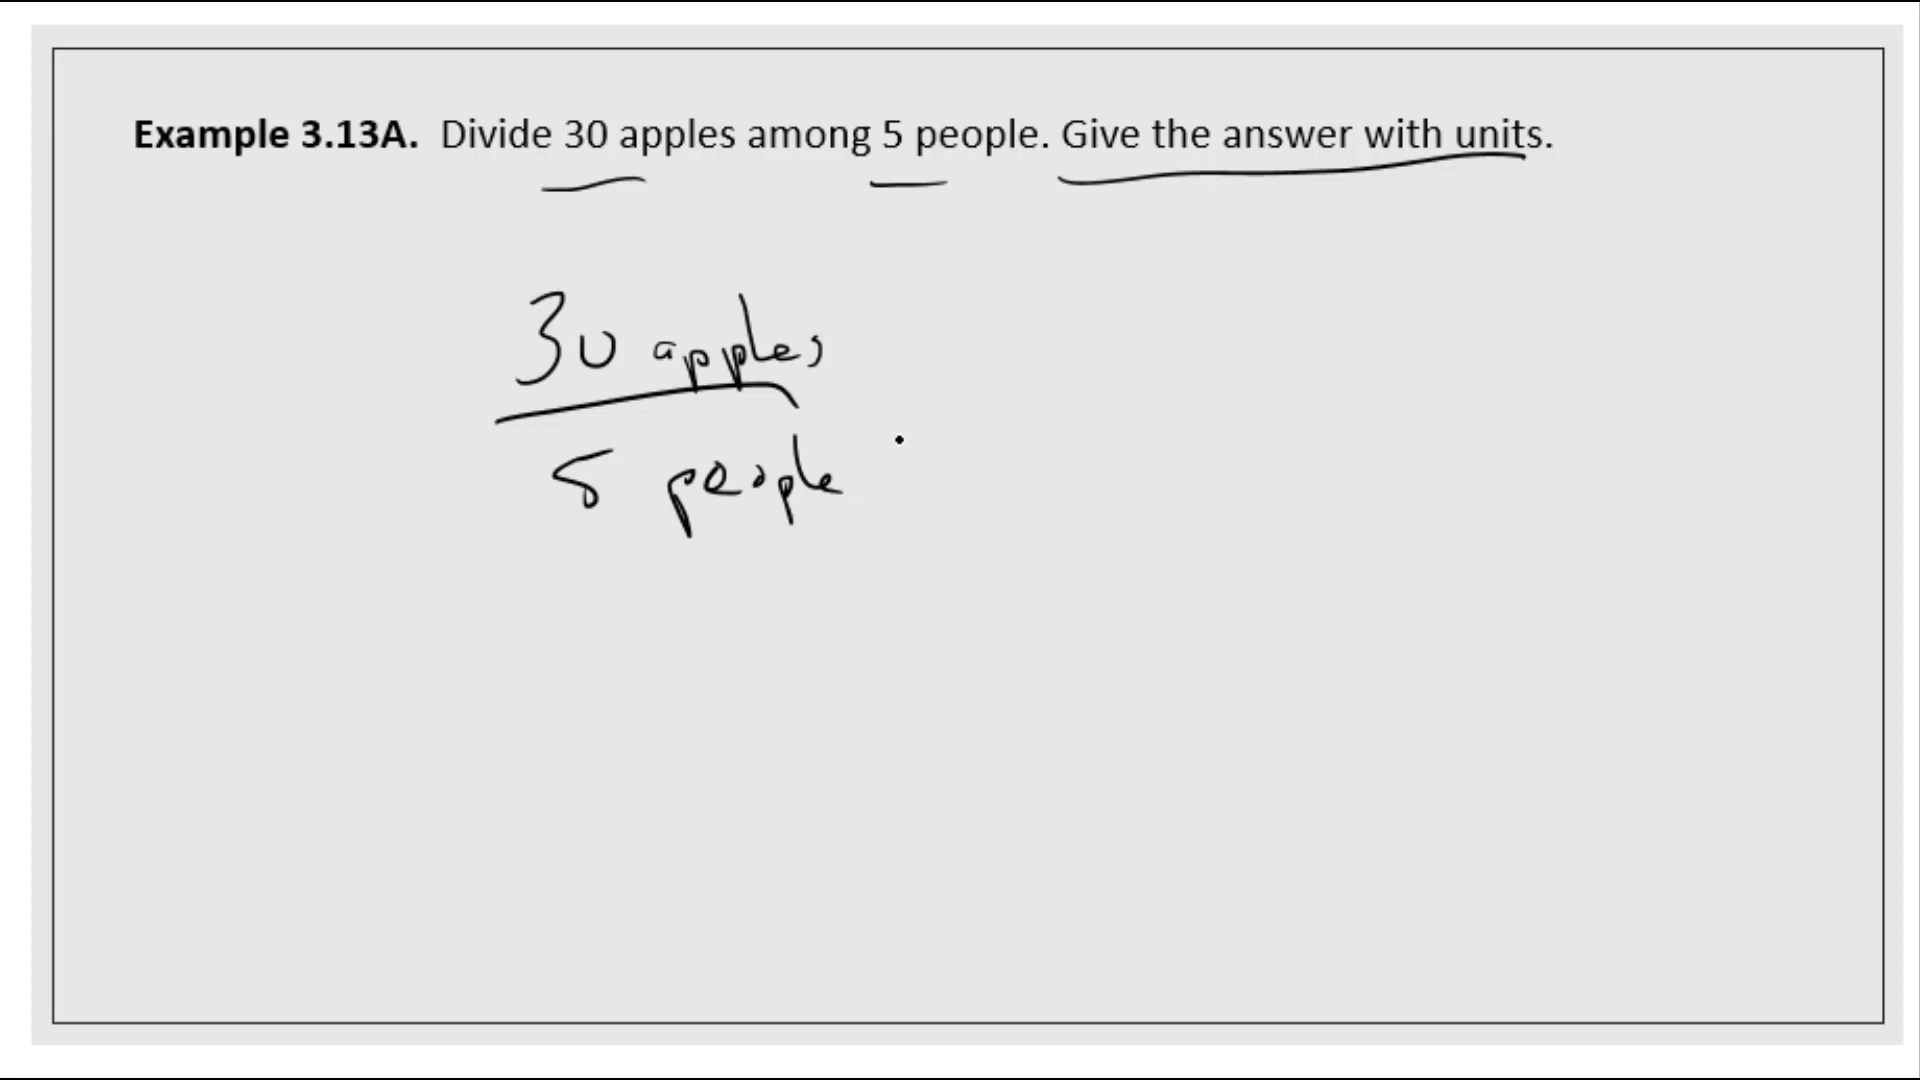 Example 3.13A. Divide 30 apples among 5 people. Give the answer with units.
30 apples
5 people